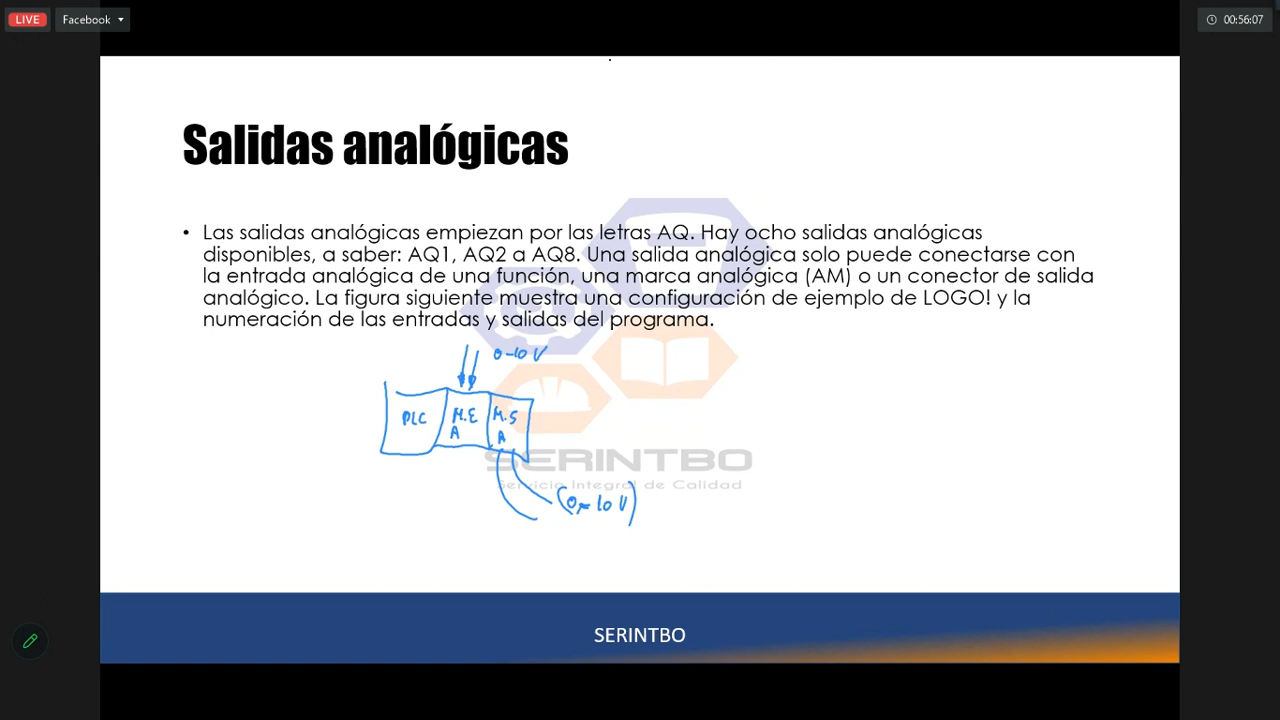 LIVE Facebook 00:56:07
Salidas analógicas
• Las salidas analógicas empiezan por las letras AQ. Hay ocho salidas analógicas
disponibles, a saber: AQ1, AQ2 a AQ8. Una salida analógica solo puede conectarse con
la entrada analógica de una función, una marca analógica (AM) o un conector de salida
analógico. La figura siguiente muestra una configuración de ejemplo de LOGO! y la
numeración de las entradas y salidas del programa.
0-10 V
PLC M.E M.S
A A
SERINTBO
Servicio Integral de Calidad
(0-10 V)
SERINTBO